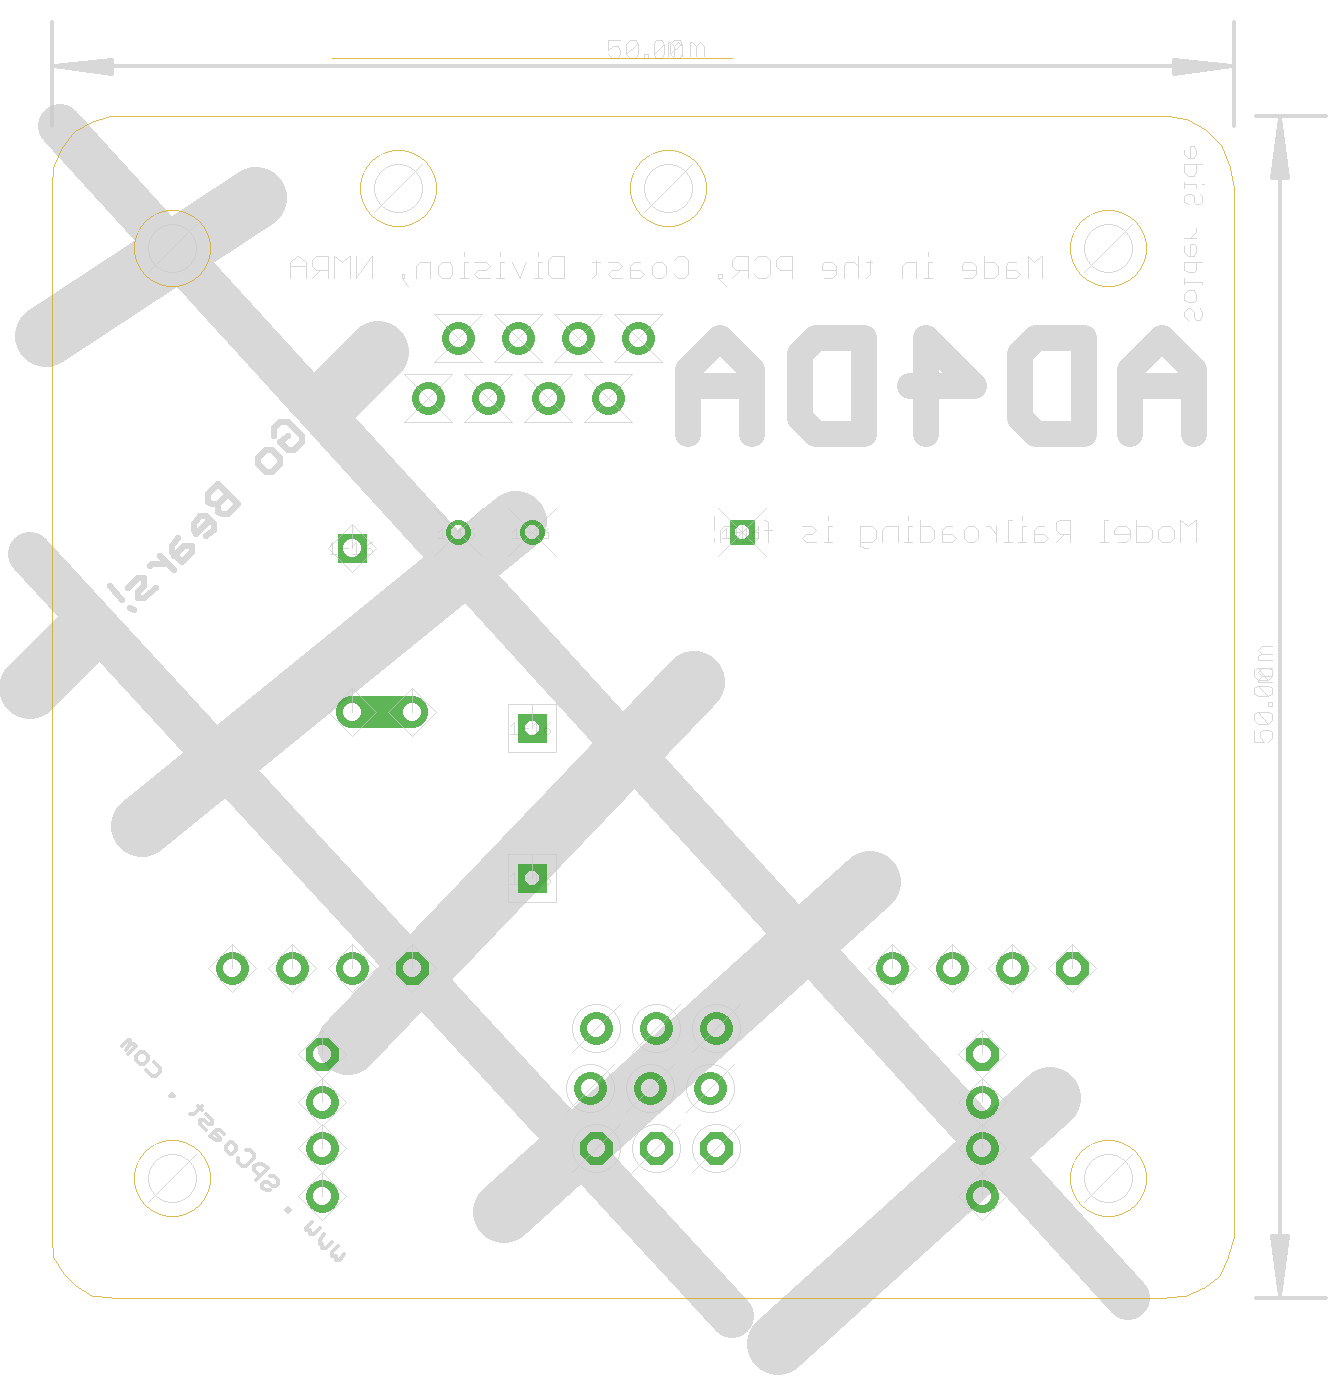 50.00mm
Solder Side
Made in the PCR, Coast Division, NMRA
AD4DA
Go Bears!
Model Railroading is fun!
50.00mm
www . SPCoast . com